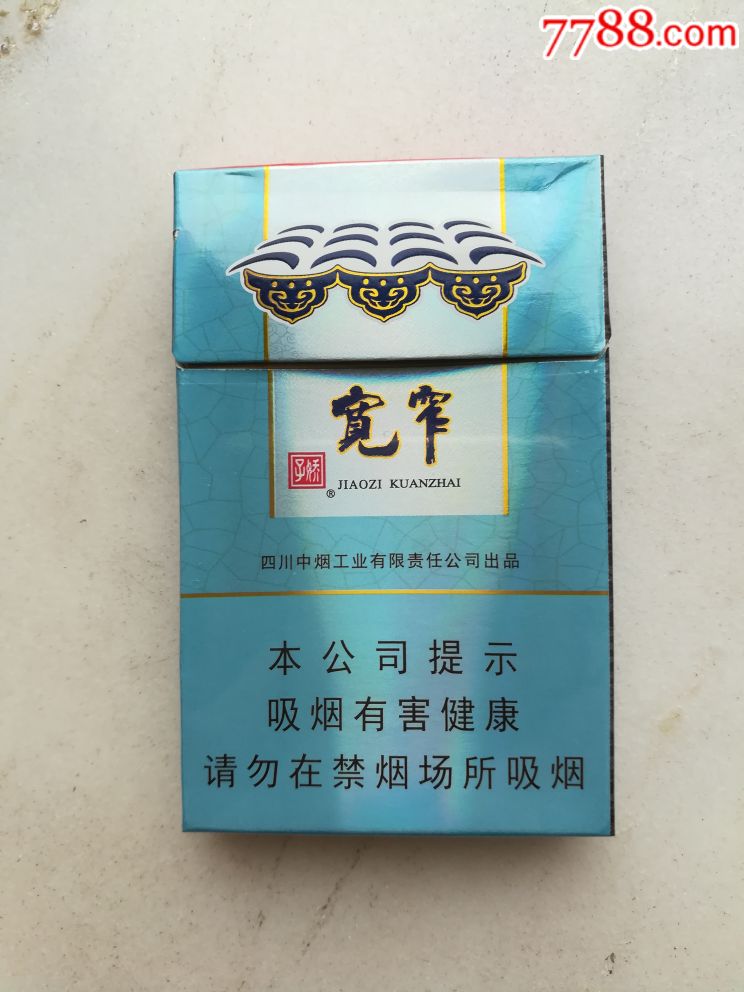 7788.com
宽窄
娇子
® JIAOZI KUANZHAI
四川中烟工业有限责任公司出品
本公司提示
吸烟有害健康
请勿在禁烟场所吸烟